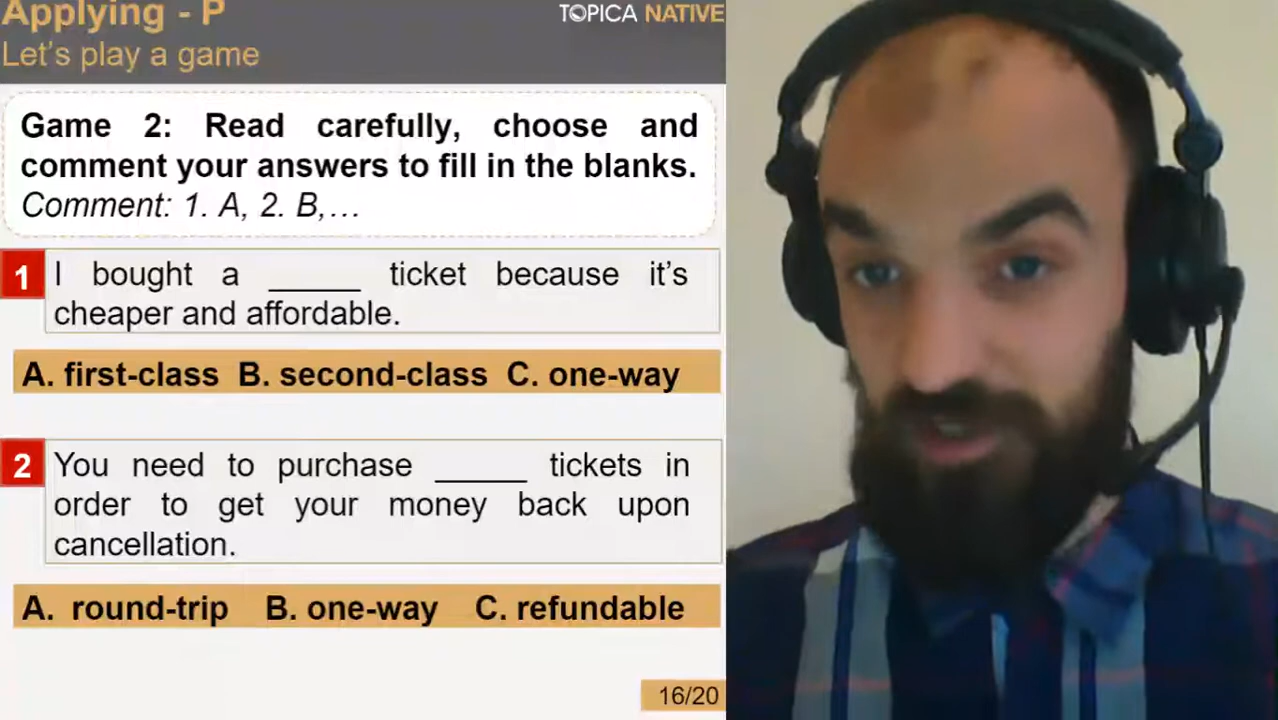 Applying - P
TOPICA NATIVE
Let's play a game
Game 2: Read carefully, choose and
comment your answers to fill in the blanks.
Comment: 1. A, 2. B,...
1 I bought a _____ ticket because it's
cheaper and affordable.
A. first-class B. second-class C. one-way
2 You need to purchase _____ tickets in
order to get your money back upon
cancellation.
A. round-trip B. one-way C. refundable
16/20